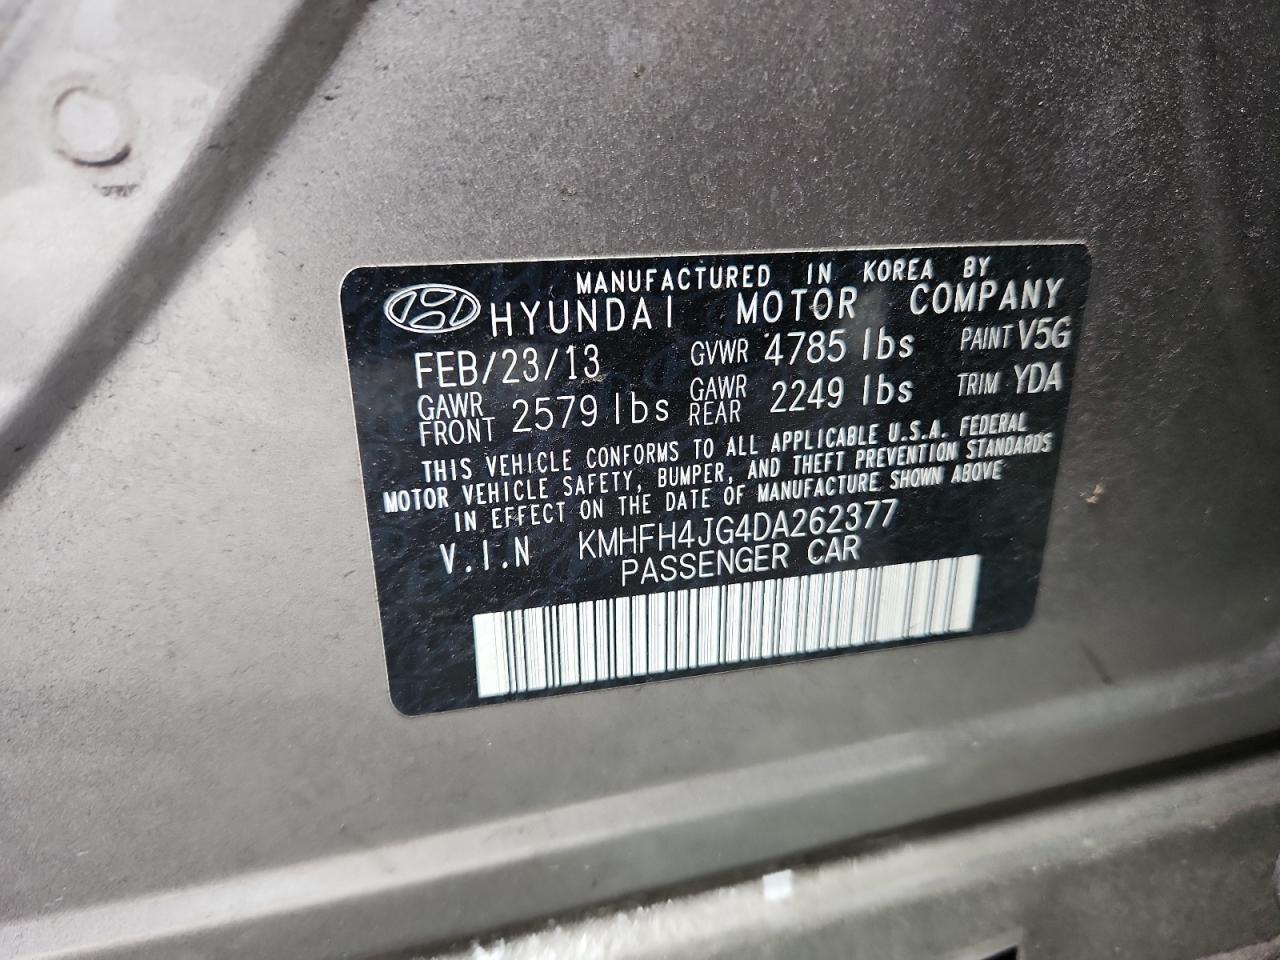 MANUFACTURED IN KOREA BY
HYUNDAI MOTOR COMPANY
FEB/23/13 GVWR 4785 lbs PAINT V5G
GAWR FRONT 2579 lbs GAWR REAR 2249 lbs TRIM YDA
THIS VEHICLE CONFORMS TO ALL APPLICABLE U.S.A. FEDERAL
MOTOR VEHICLE SAFETY, BUMPER, AND THEFT PREVENTION STANDARDS
IN EFFECT ON THE DATE OF MANUFACTURE SHOWN ABOVE
V.I.N KMHFH4JG4DA262377
PASSENGER CAR